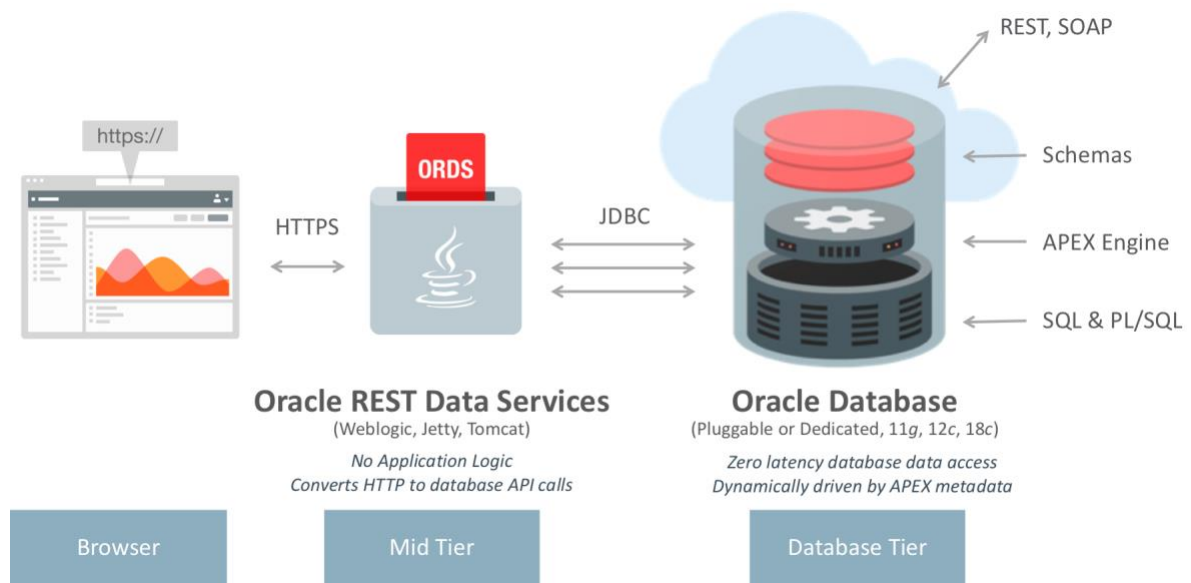 REST, SOAP
https://
ORDS
Schemas
HTTPS
JDBC
APEX Engine
SQL & PL/SQL
Oracle REST Data Services
(Weblogic, Jetty, Tomcat)
No Application Logic
Converts HTTP to database API calls
Oracle Database
(Pluggable or Dedicated, 11g, 12c, 18c)
Zero latency database data access
Dynamically driven by APEX metadata
Browser
Mid Tier
Database Tier